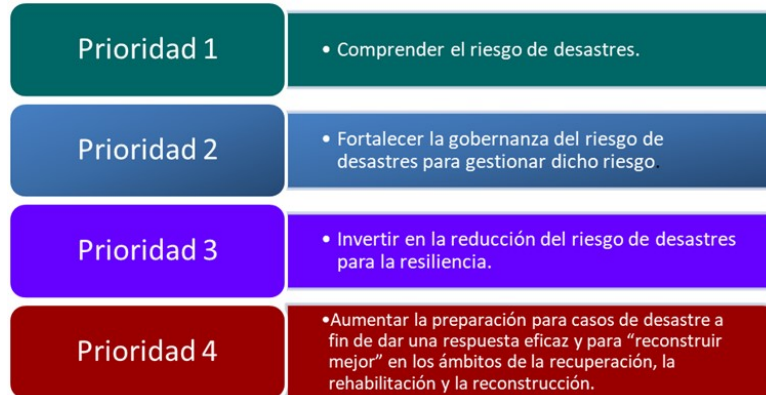 Prioridad 1
• Comprender el riesgo de desastres.
Prioridad 2
• Fortalecer la gobernanza del riesgo de
desastres para gestionar dicho riesgo.
Prioridad 3
• Invertir en la reducción del riesgo de desastres
para la resiliencia.
Prioridad 4
•Aumentar la preparación para casos de desastre a
fin de dar una respuesta eficaz y para “reconstruir
mejor” en los ámbitos de la recuperación, la
rehabilitación y la reconstrucción.